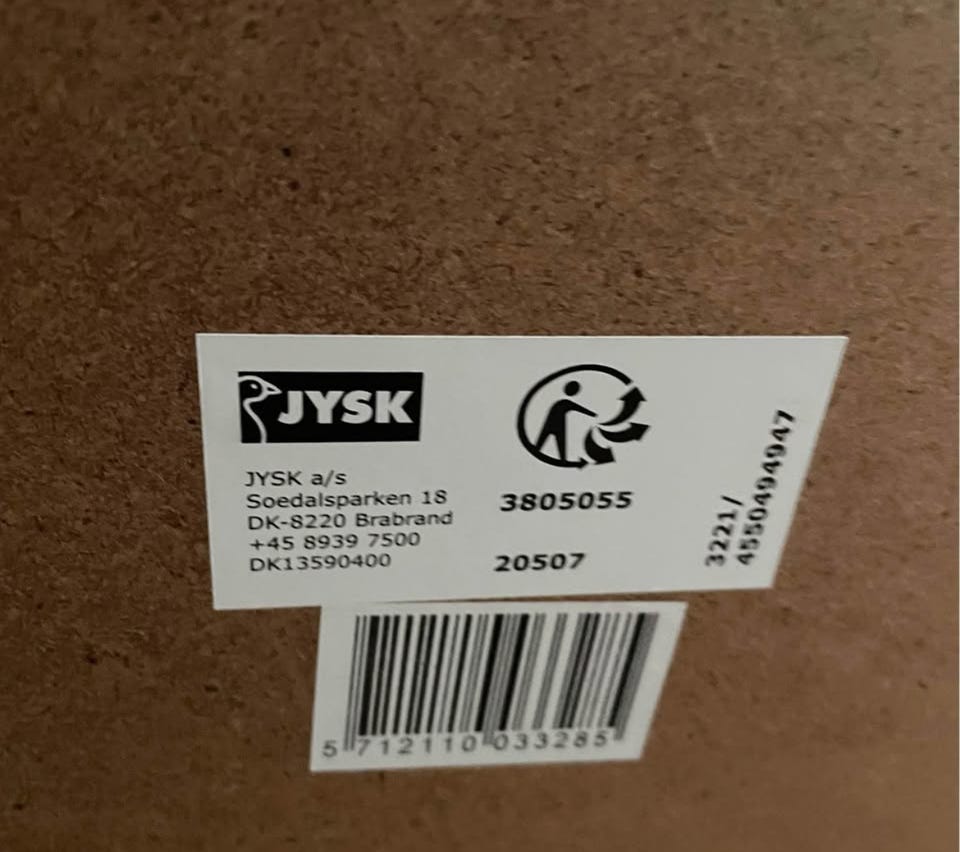 JYSK
JYSK a/s
Soedalsparken 18
DK-8220 Brabrand
+45 8939 7500
DK13590400
3805055
20507
3221/
4550494947
5 712110 033285